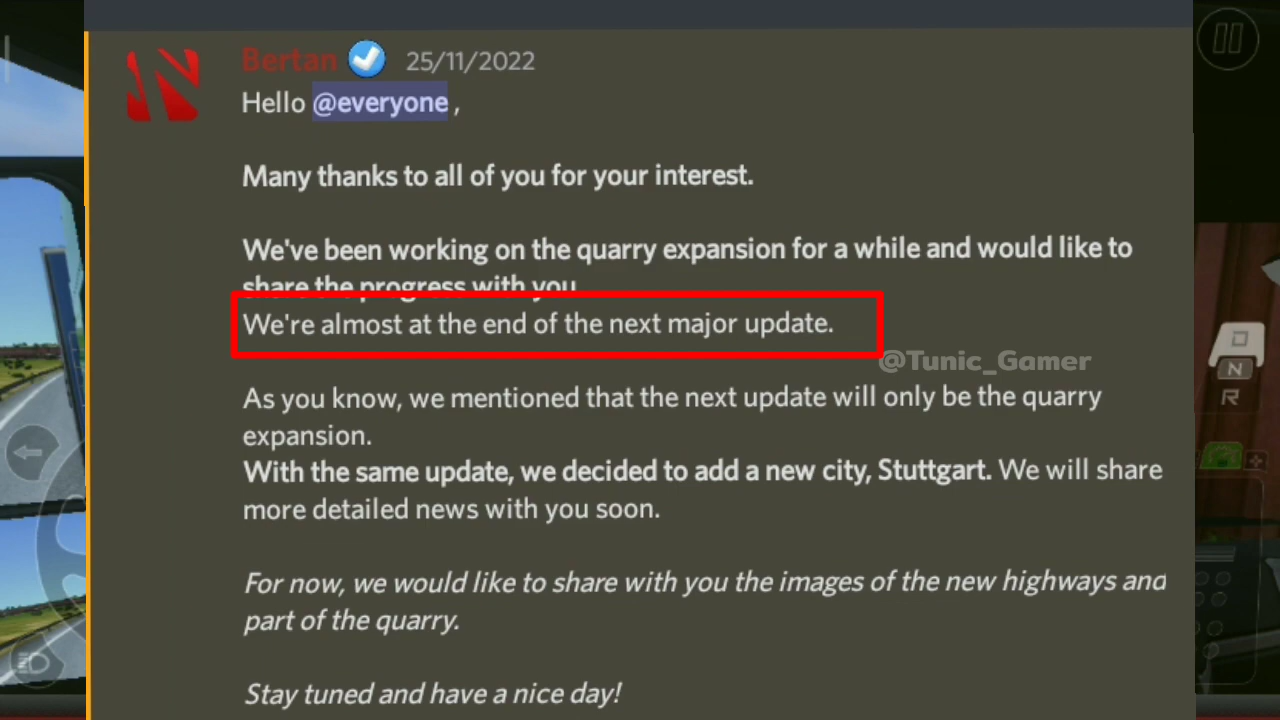 Bertan 25/11/2022
Hello @everyone ,
Many thanks to all of you for your interest.
We've been working on the quarry expansion for a while and would like to
share the progress with you
We're almost at the end of the next major update.
@Tunic_Gamer
As you know, we mentioned that the next update will only be the quarry
expansion.
With the same update, we decided to add a new city, Stuttgart. We will share
more detailed news with you soon.
For now, we would like to share with you the images of the new highways and
part of the quarry.
Stay tuned and have a nice day!
D
N
R